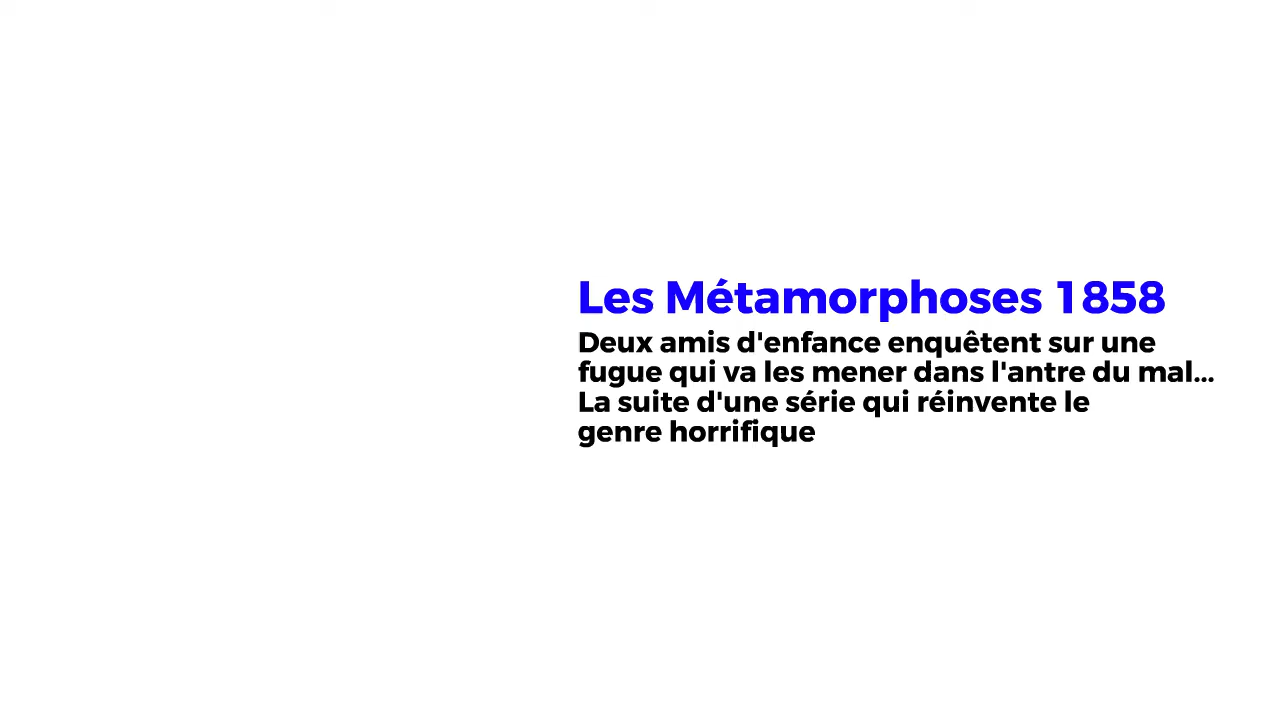 Les Métamorphoses 1858
Deux amis d'enfance enquêtent sur une
fugue qui va les mener dans l'antre du mal...
La suite d'une série qui réinvente le
genre horrifique